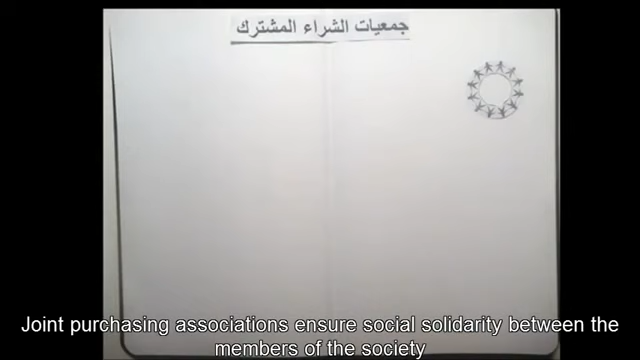 جمعيات الشراء المشترك
Joint purchasing associations ensure social solidarity between the
members of the society